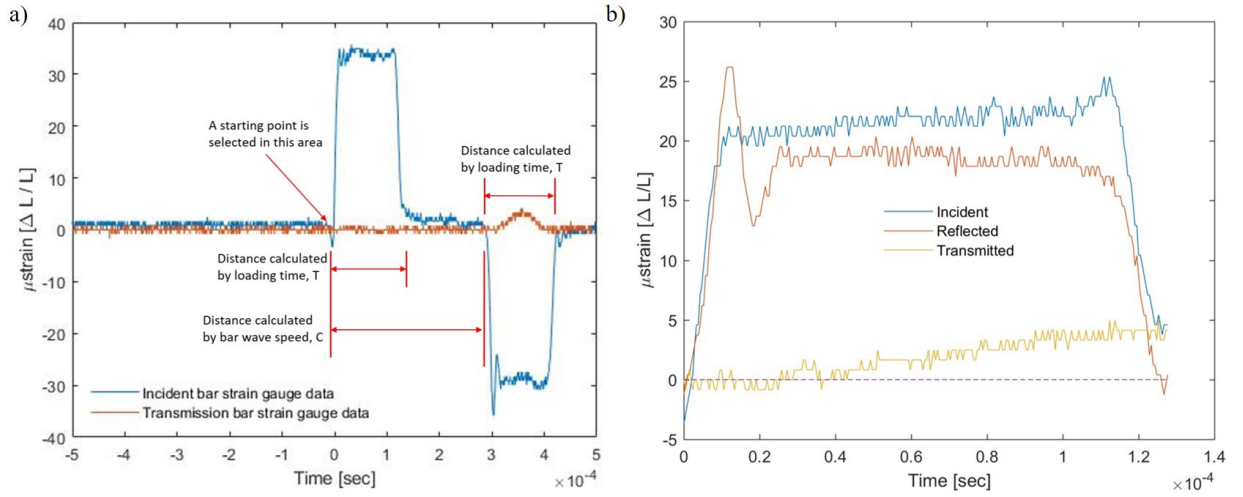 a)
40
30
20
10
0
-10
-20
-30
-40
μstrain [Δ L / L]
A starting point is
selected in this area
Distance calculated
by loading time, T
Distance calculated
by loading time, T
Distance calculated
by bar wave speed, C
Incident bar strain gauge data
Transmission bar strain gauge data
-5 -4 -3 -2 -1 0 1 2 3 4 5
Time [sec]
×10⁻⁴
b)
30
25
20
15
10
5
0
-5
μstrain [Δ L/L]
Incident
Reflected
Transmitted
0 0.2 0.4 0.6 0.8 1 1.2 1.4
Time [sec]
×10⁻⁴